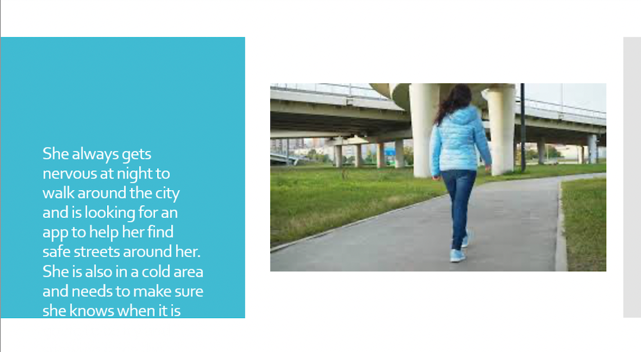 She always gets
nervous at night to
walk around the city
and is looking for an
app to help her find
safe streets around her.
She is also in a cold area
and needs to make sure
she knows when it is